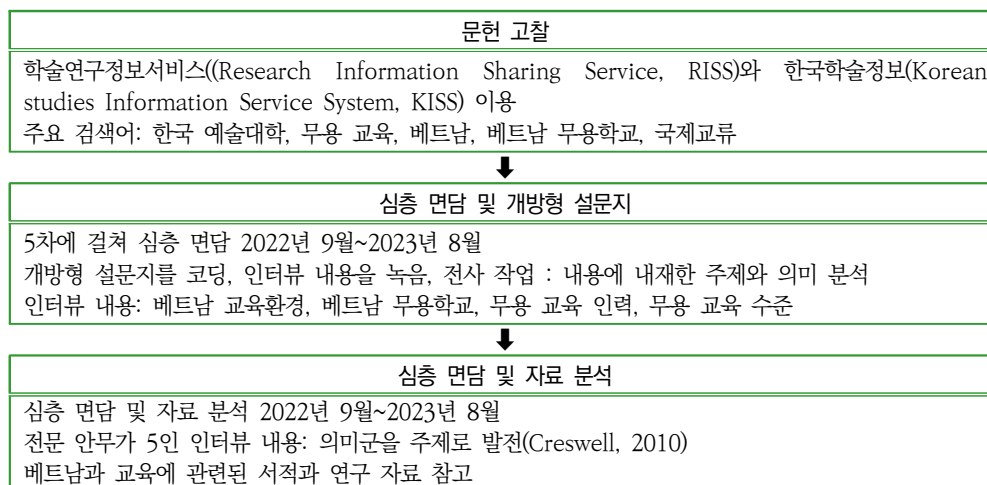 문헌 고찰
학술연구정보서비스((Research Information Sharing Service, RISS)와 한국학술정보(Korean
studies Information Service System, KISS) 이용
주요 검색어: 한국 예술대학, 무용 교육, 베트남, 베트남 무용학교, 국제교류
심층 면담 및 개방형 설문지
5차에 걸쳐 심층 면담 2022년 9월~2023년 8월
개방형 설문지를 코딩, 인터뷰 내용을 녹음, 전사 작업 : 내용에 내재한 주제와 의미 분석
인터뷰 내용: 베트남 교육환경, 베트남 무용학교, 무용 교육 인력, 무용 교육 수준
심층 면담 및 자료 분석
심층 면담 및 자료 분석 2022년 9월~2023년 8월
전문 안무가 5인 인터뷰 내용: 의미군을 주제로 발전(Creswell, 2010)
베트남과 교육에 관련된 서적과 연구 자료 참고